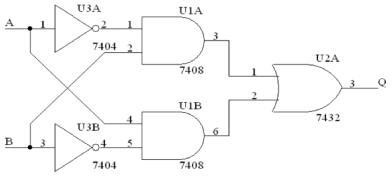 U3A U1A
A 1 2 1 3 U2A
2
7404 7408 1 Q
3
2
U1B
4 7432
B U3B 6
3 4 5
7404 7408